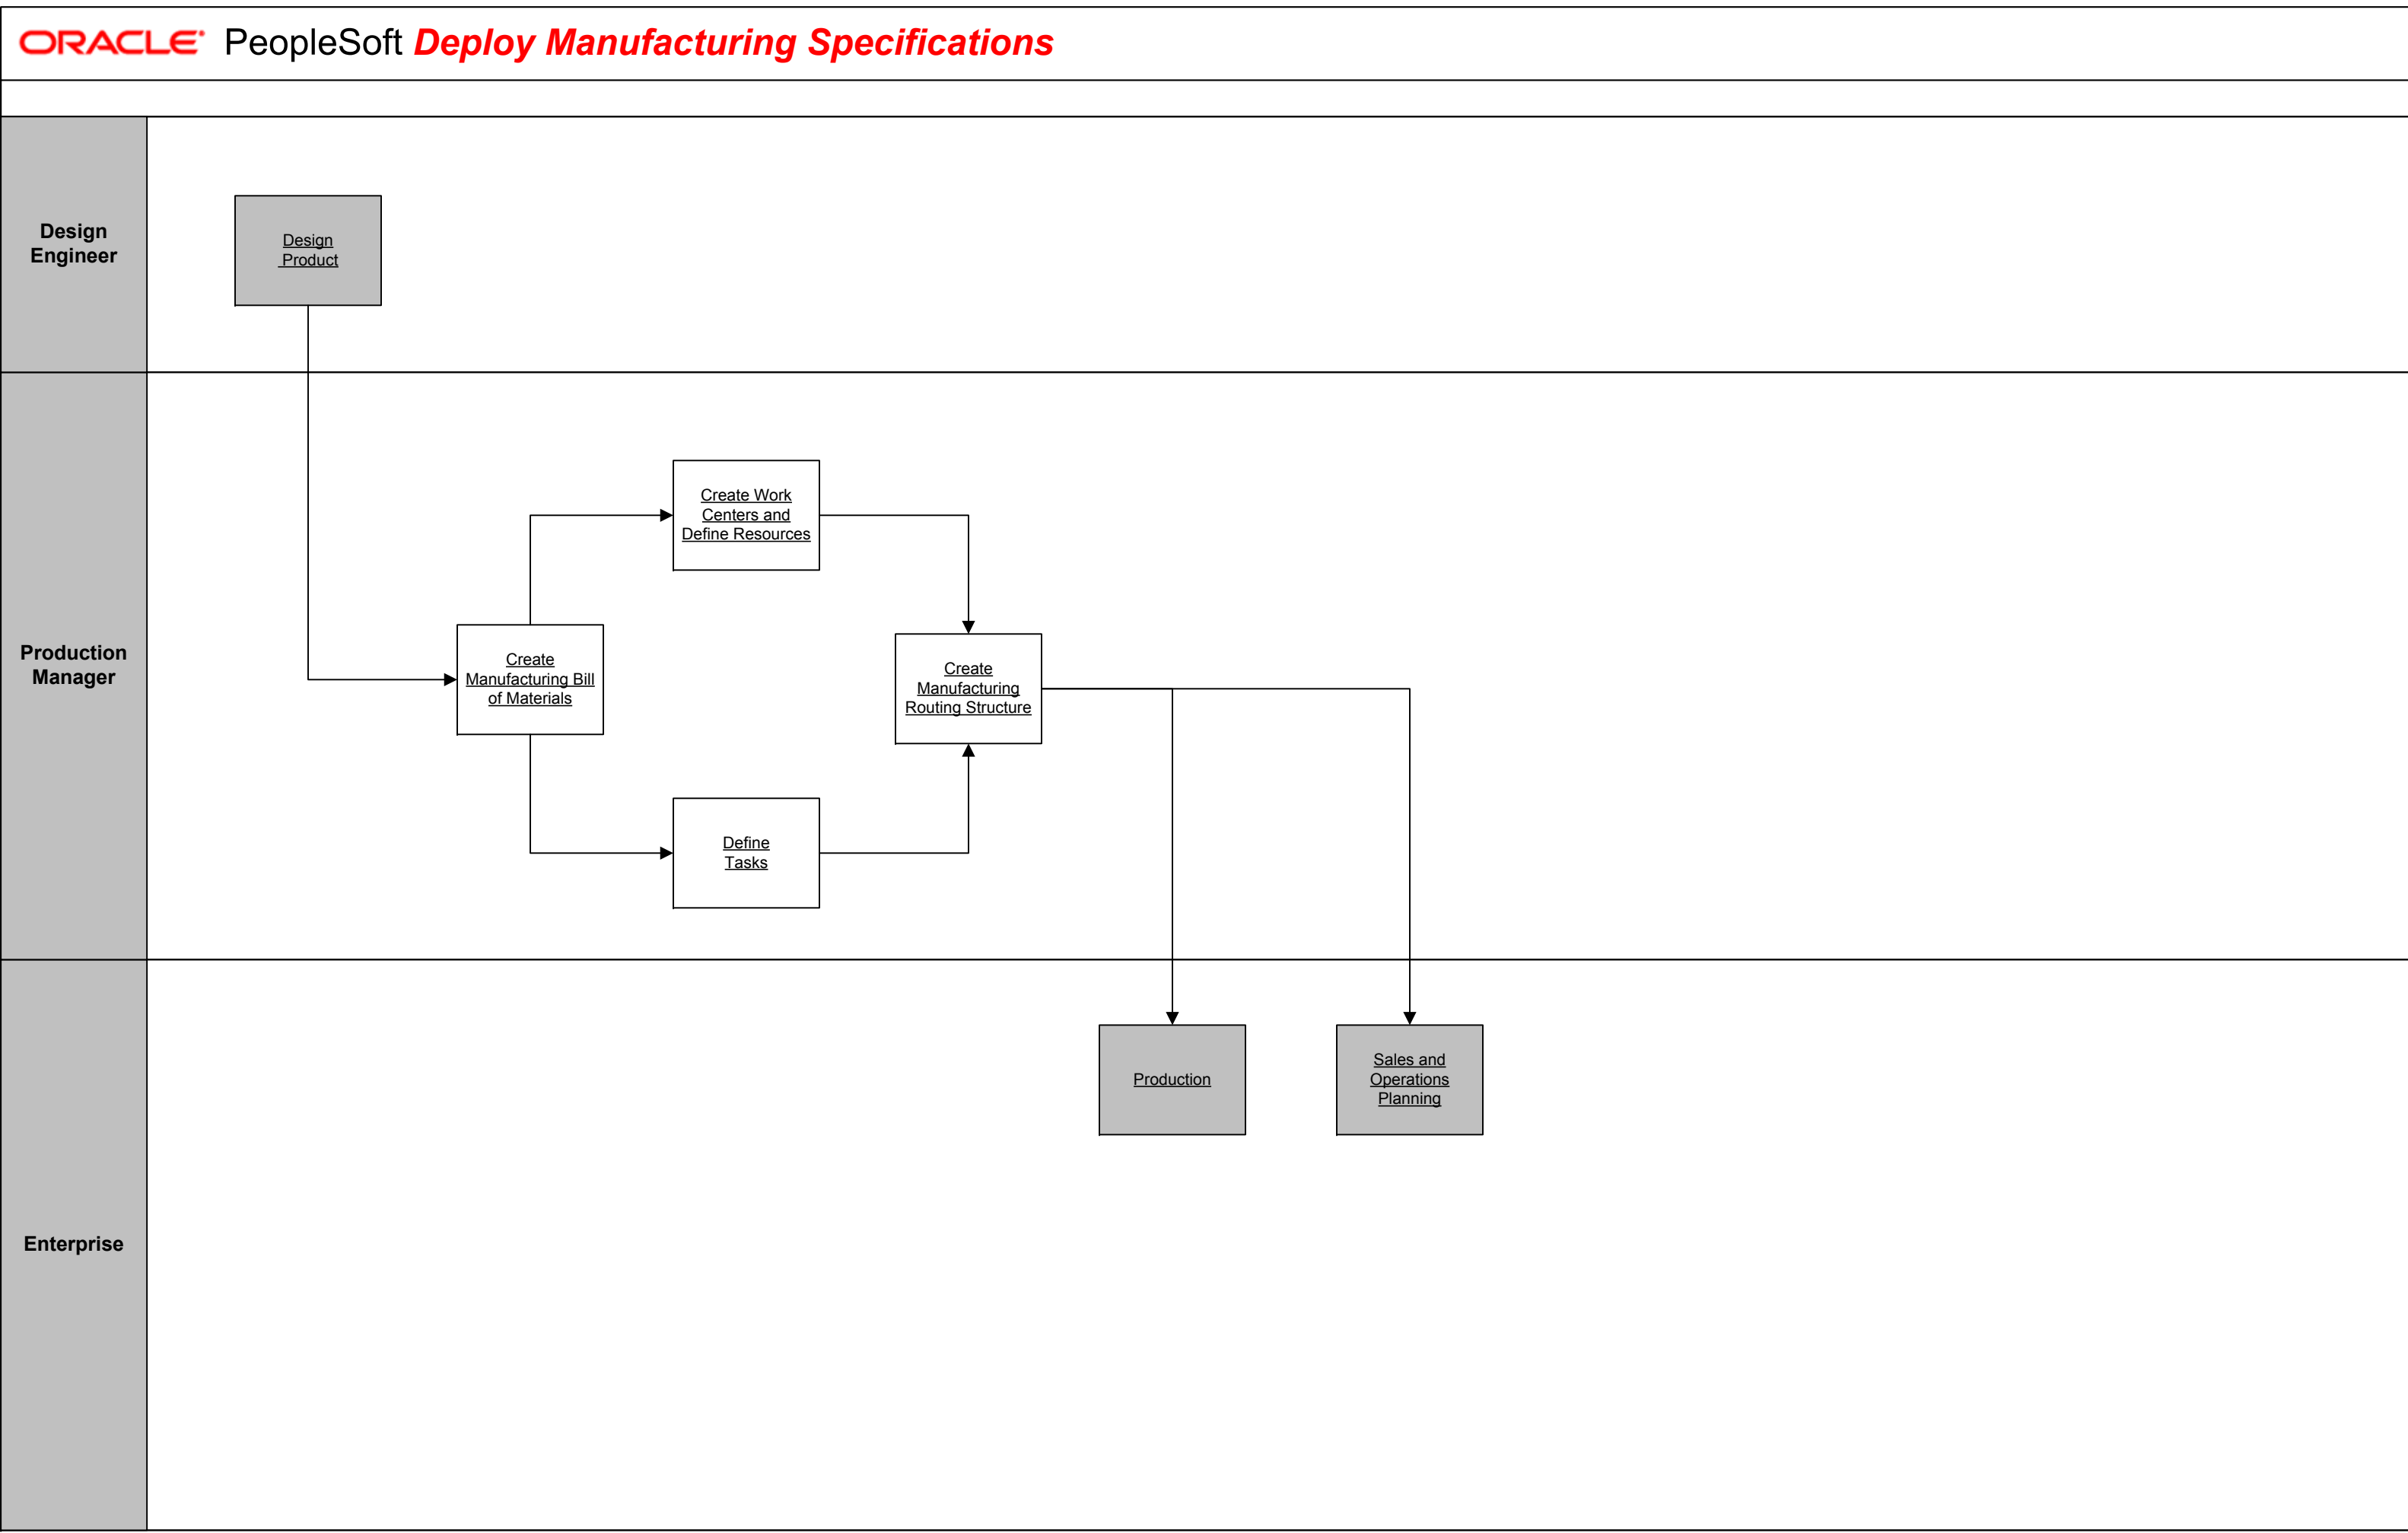 ORACLE® PeopleSoft Deploy Manufacturing Specifications
Design
Engineer
Design
Product
Production
Manager
Create Work
Centers and
Define Resources
Create
Manufacturing Bill
of Materials
Create
Manufacturing
Routing Structure
Define
Tasks
Enterprise
Production
Sales and
Operations
Planning